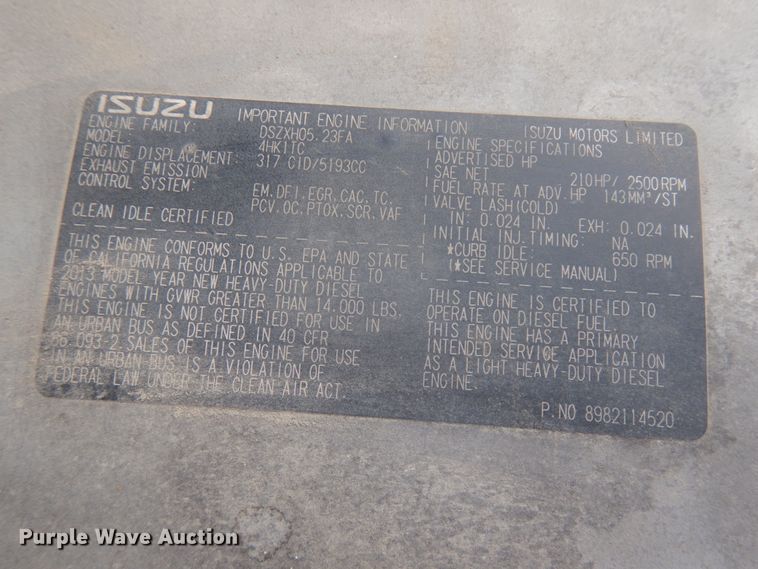 ISUZU
IMPORTANT ENGINE INFORMATION
ISUZU MOTORS LIMITED
ENGINE FAMILY: DSZXH05.23FA
MODEL: 4HK1TC
ENGINE DISPLACEMENT: 317 CID/5193CC
EXHAUST EMISSION
CONTROL SYSTEM: EM,DFI,EGR,CAC,TC,
PCV,OC,PTOX,SCR,VAF
CLEAN IDLE CERTIFIED
THIS ENGINE CONFORMS TO U.S. EPA AND STATE
OF CALIFORNIA REGULATIONS APPLICABLE TO
2013 MODEL YEAR NEW HEAVY-DUTY DIESEL
ENGINES WITH GVWR GREATER THAN 14,000 LBS.
THIS ENGINE IS NOT CERTIFIED FOR USE IN
AN URBAN BUS AS DEFINED IN 40 CFR
86.093-2. SALES OF THIS ENGINE FOR USE
IN AN URBAN BUS IS A VIOLATION OF
FEDERAL LAW UNDER THE CLEAN AIR ACT.
ENGINE SPECIFICATIONS
ADVERTISED HP
SAE NET 210HP/ 2500RPM
FUEL RATE AT ADV. HP 143MM³/ST
VALVE LASH(COLD)
IN: 0.024 IN. EXH: 0.024 IN.
INITIAL INJ.TIMING: NA
*CURB IDLE: 650 RPM
(*SEE SERVICE MANUAL)
THIS ENGINE IS CERTIFIED TO
OPERATE ON DIESEL FUEL.
THIS ENGINE HAS A PRIMARY
INTENDED SERVICE APPLICATION
AS A LIGHT HEAVY-DUTY DIESEL
ENGINE.
P.NO 8982114520
Purple Wave Auction